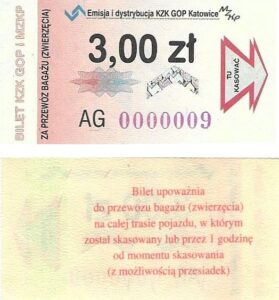 Emisja i dystrybucja KZK GOP Katowice
MZKP
BILET KZK GOP I MZKP
ZA PRZEWÓZ BAGAŻU (ZWIERZĘCIA)
3,00 zł
TU KASOWAĆ
AG 0000009
Bilet upoważnia
do przewozu bagażu (zwierzęcia)
na całej trasie pojazdu, w którym
został skasowany lub przez 1 godzinę
od momentu skasowania
(z możliwością przesiadek)